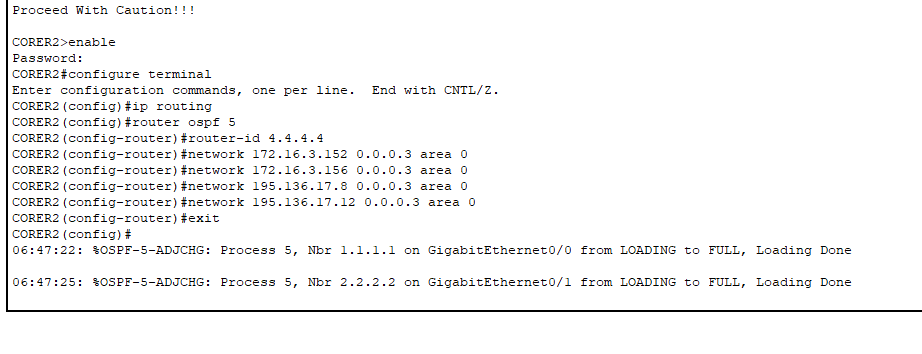 Proceed With Caution!!!
CORER2>enable
Password:
CORER2#configure terminal
Enter configuration commands, one per line.  End with CNTL/Z.
CORER2(config)#ip routing
CORER2(config)#router ospf 5
CORER2(config-router)#router-id 4.4.4.4
CORER2(config-router)#network 172.16.3.152 0.0.0.3 area 0
CORER2(config-router)#network 172.16.3.156 0.0.0.3 area 0
CORER2(config-router)#network 195.136.17.8 0.0.0.3 area 0
CORER2(config-router)#network 195.136.17.12 0.0.0.3 area 0
CORER2(config-router)#exit
CORER2(config)#
06:47:22: %OSPF-5-ADJCHG: Process 5, Nbr 1.1.1.1 on GigabitEthernet0/0 from LOADING to FULL, Loading Done
06:47:25: %OSPF-5-ADJCHG: Process 5, Nbr 2.2.2.2 on GigabitEthernet0/1 from LOADING to FULL, Loading Done